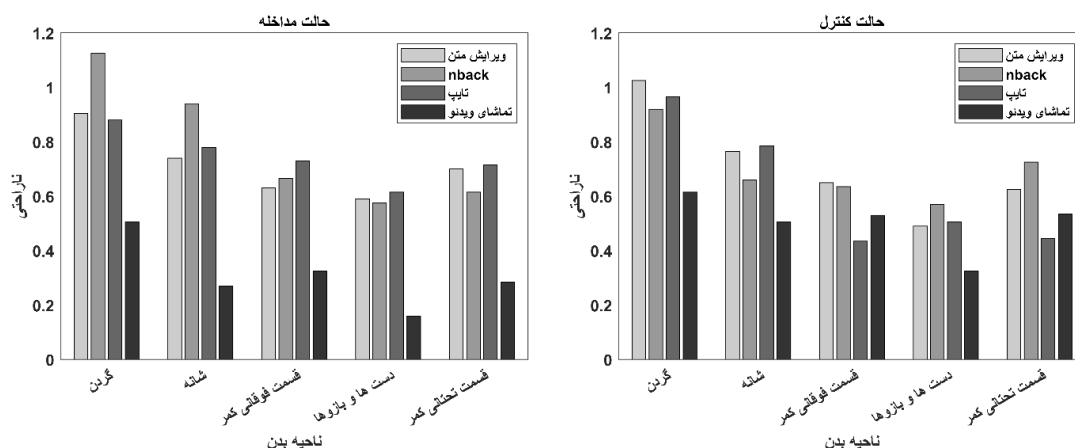 حالت مداخله
1.2
1
0.8
0.6
0.4
0.2
0
ناراحتی
ویرایش متن
nback
تایپ
تماشای ویدئو
گردن
شانه
قسمت فوقانی کمر
دست ها و بازوها
قسمت تحتانی کمر
ناحیه بدن
حالت کنترل
1.2
1
0.8
0.6
0.4
0.2
0
ناراحتی
ویرایش متن
nback
تایپ
تماشای ویدئو
گردن
شانه
قسمت فوقانی کمر
دست ها و بازوها
قسمت تحتانی کمر
ناحیه بدن